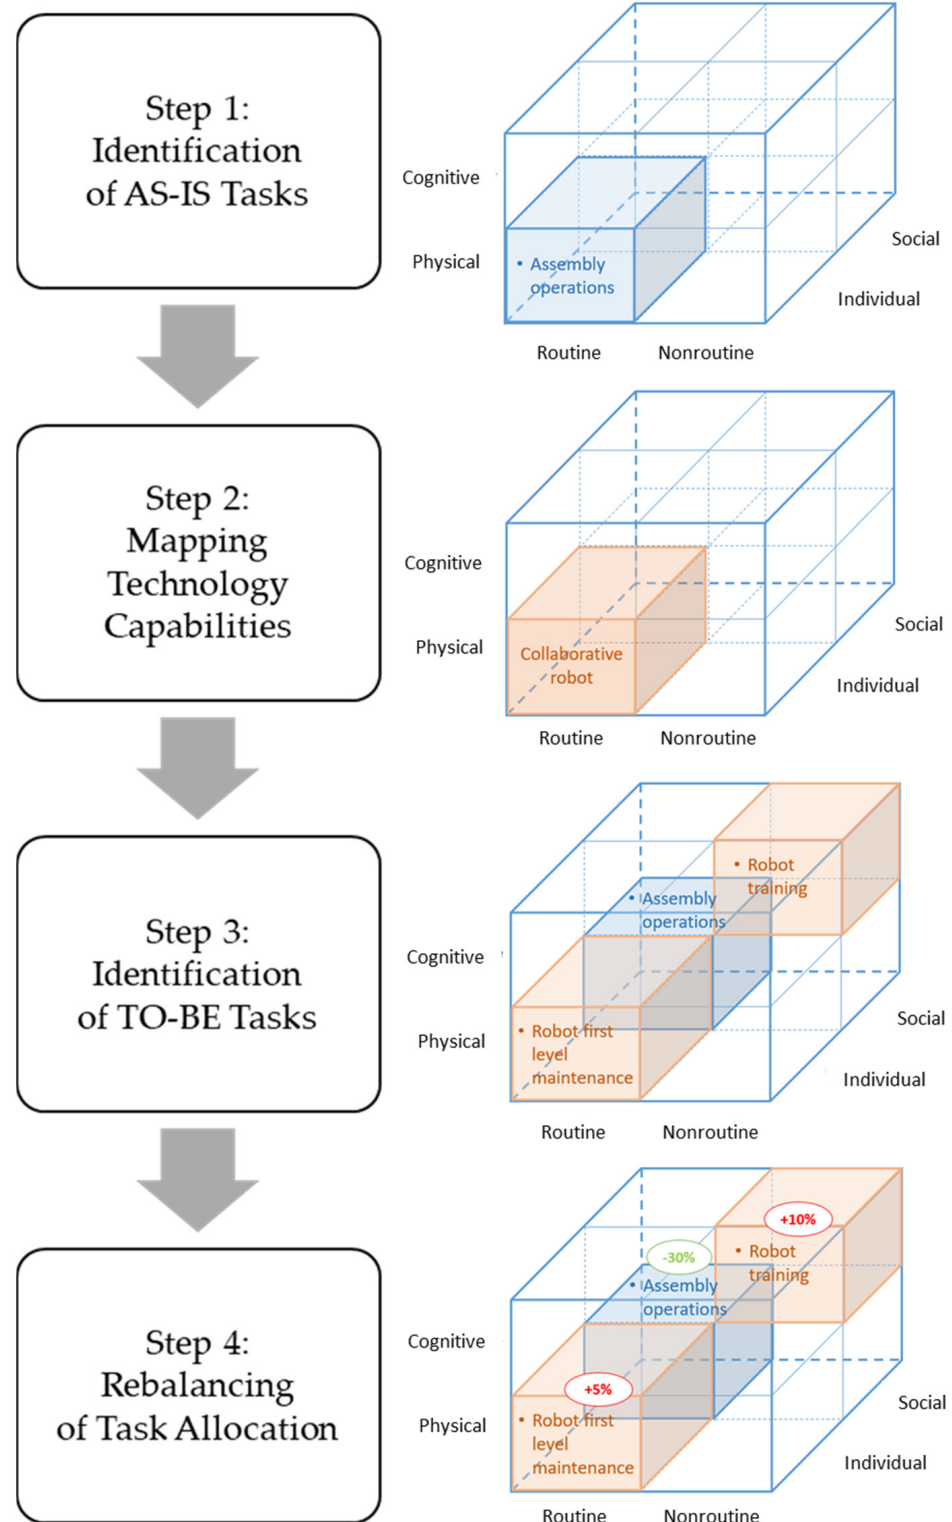 Step 1:
Identification
of AS-IS Tasks
Cognitive
Physical
• Assembly
operations
Social
Individual
Routine
Nonroutine
Step 2:
Mapping
Technology
Capabilities
Cognitive
Physical
Collaborative
robot
Social
Individual
Routine
Nonroutine
Step 3:
Identification
of TO-BE Tasks
• Robot
training
• Assembly
operations
Cognitive
Physical
• Robot first
level
maintenance
Social
Individual
Routine
Nonroutine
Step 4:
Rebalancing
of Task Allocation
+10%
-30%
• Robot
training
• Assembly
operations
Cognitive
+5%
Physical
• Robot first
level
maintenance
Social
Individual
Routine
Nonroutine